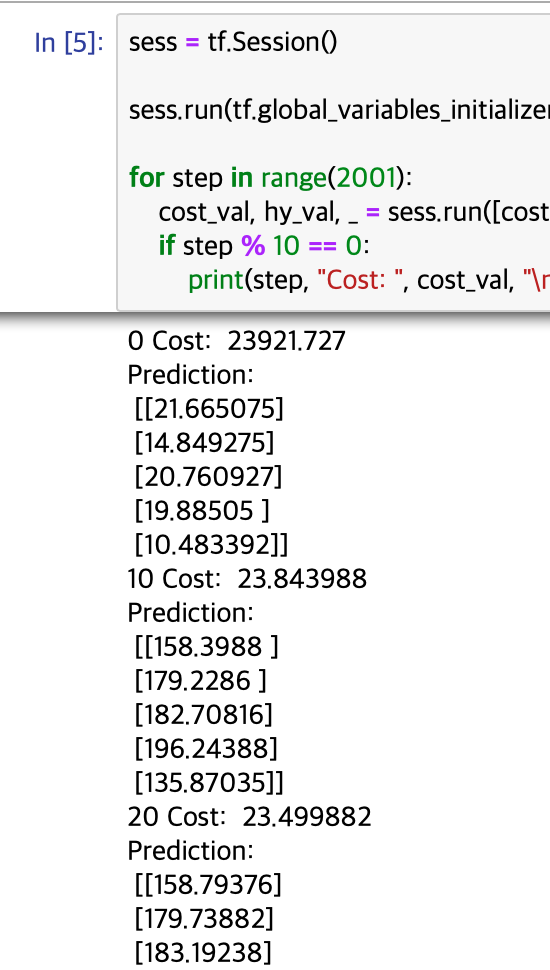 In [5]: sess = tf.Session()
sess.run(tf.global_variables_initializer
for step in range(2001):
cost_val, hy_val, _ = sess.run([cost
if step % 10 == 0:
print(step, "Cost: ", cost_val, "\n
0 Cost:  23921.727
Prediction:
[[21.665075]
[14.849275]
[20.760927]
[19.88505 ]
[10.483392]]
10 Cost:  23.843988
Prediction:
[[158.3988 ]
[179.2286 ]
[182.70816]
[196.24388]
[135.87035]]
20 Cost:  23.499882
Prediction:
[[158.79376]
[179.73882]
[183.19238]